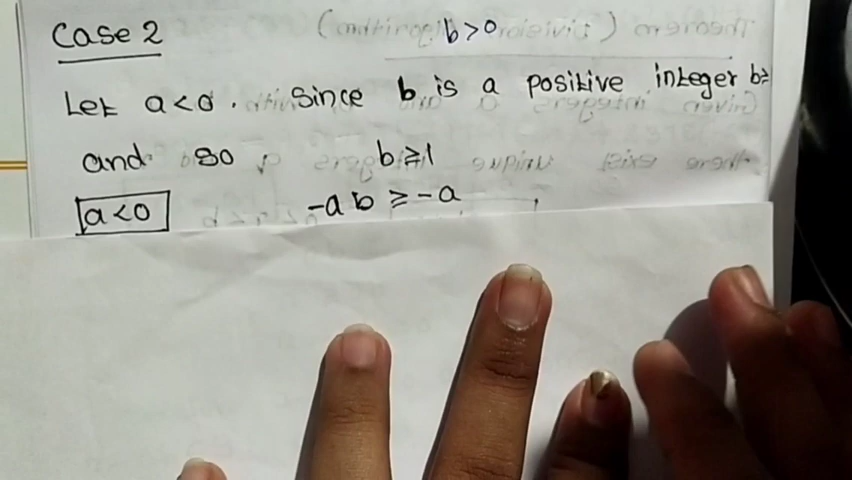 Case 2
b>0
Let a<0. Since b is a positive integer b≥
and so b≥1
a<0 -ab ≥ -a